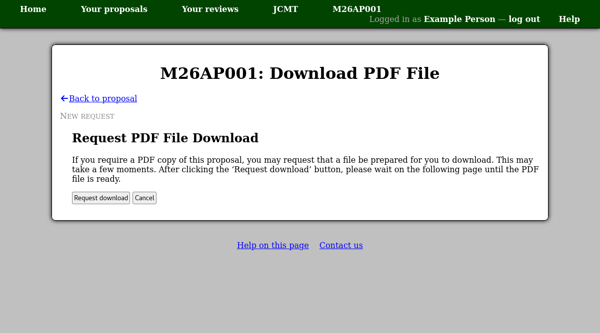 Home Your proposals Your reviews JCMT M26AP001
Logged in as Example Person — log out Help
M26AP001: Download PDF File
←Back to proposal
New request
Request PDF File Download
If you require a PDF copy of this proposal, you may request that a file be prepared for you to download. This may
take a few moments. After clicking the ‘Request download’ button, please wait on the following page until the PDF
file is ready.
Request download Cancel
Help on this page Contact us